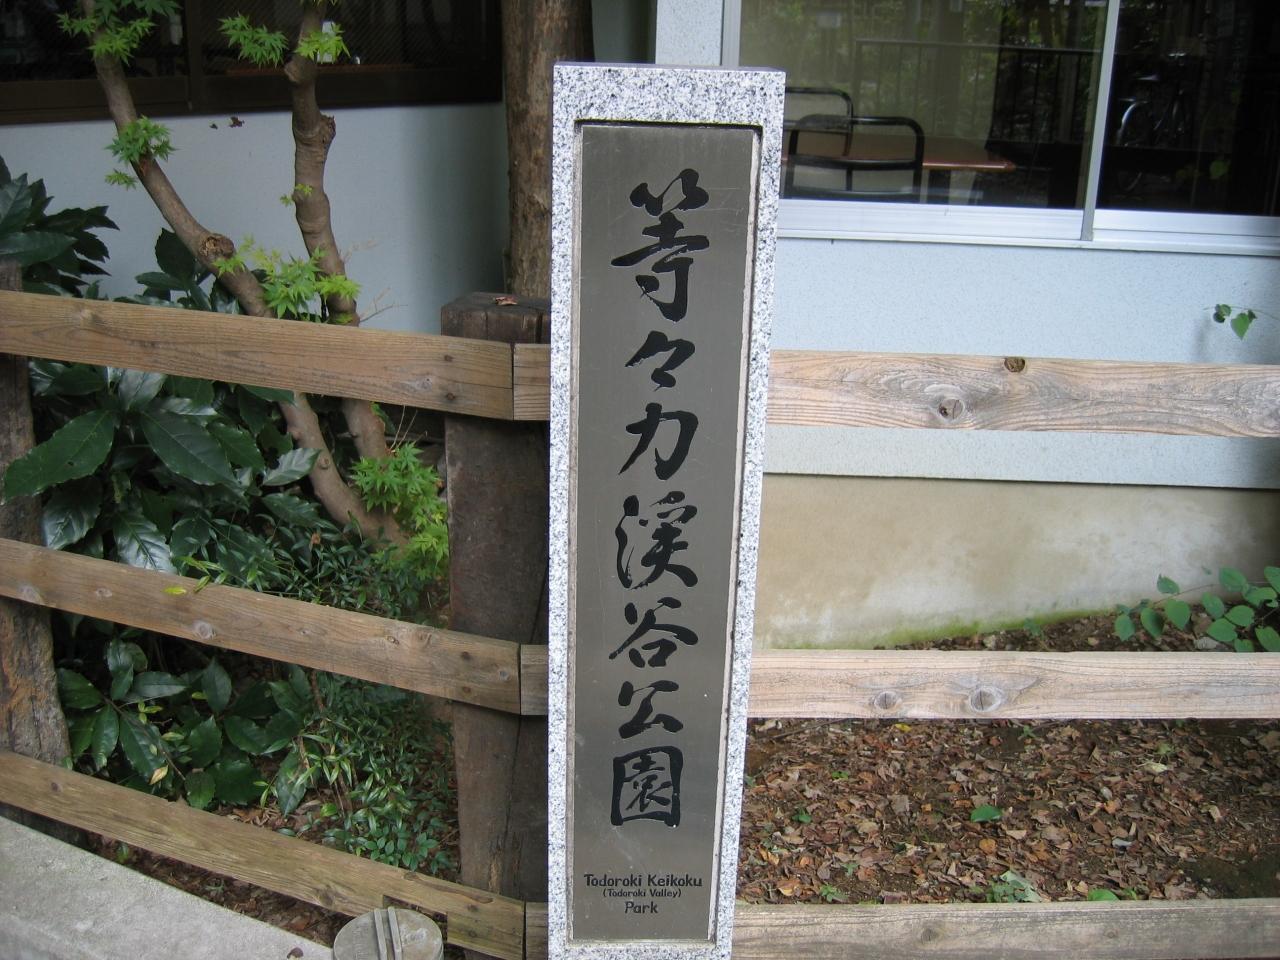 等々力渓谷公園
Todoroki Keikoku
(Todoroki Valley)
Park